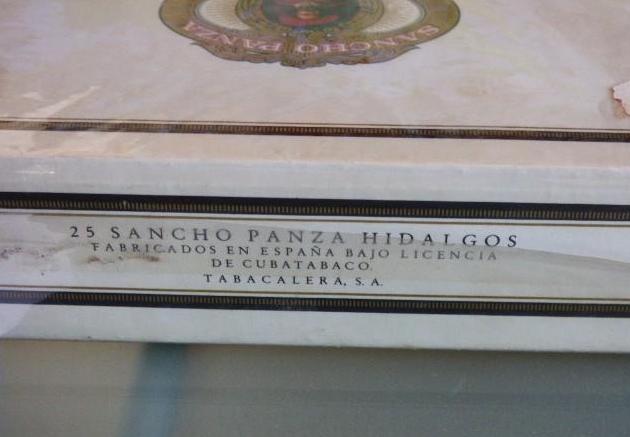 SANCHO PANZA
25 SANCHO PANZA HIDALGOS
FABRICADOS EN ESPAÑA BAJO LICENCIA
DE CUBATABACO.
TABACALERA, S.A.